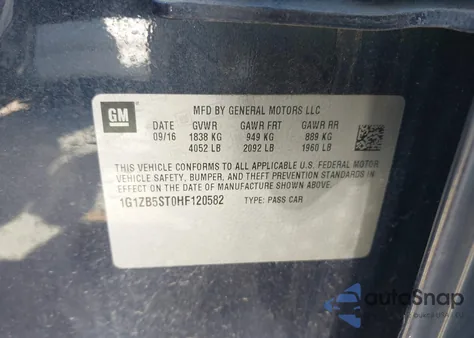 GM
MFD BY GENERAL MOTORS LLC
DATE GVWR GAWR FRT GAWR RR
09/16 1838 KG 949 KG 889 KG
4052 LB 2092 LB 1960 LB
THIS VEHICLE CONFORMS TO ALL APPLICABLE U.S. FEDERAL MOTOR
VEHICLE SAFETY, BUMPER, AND THEFT PREVENTION STANDARDS
IN EFFECT ON THE DATE OF MANUFACTURE SHOWN ABOVE.
1G1ZB5ST0HF120582 TYPE: PASS CAR
autoSnap